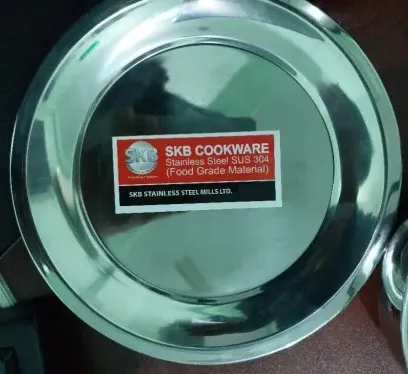 SKB
SKB COOKWARE
Stainless Steel SUS 304
(Food Grade Material)
SKB STAINLESS STEEL MILLS LTD.